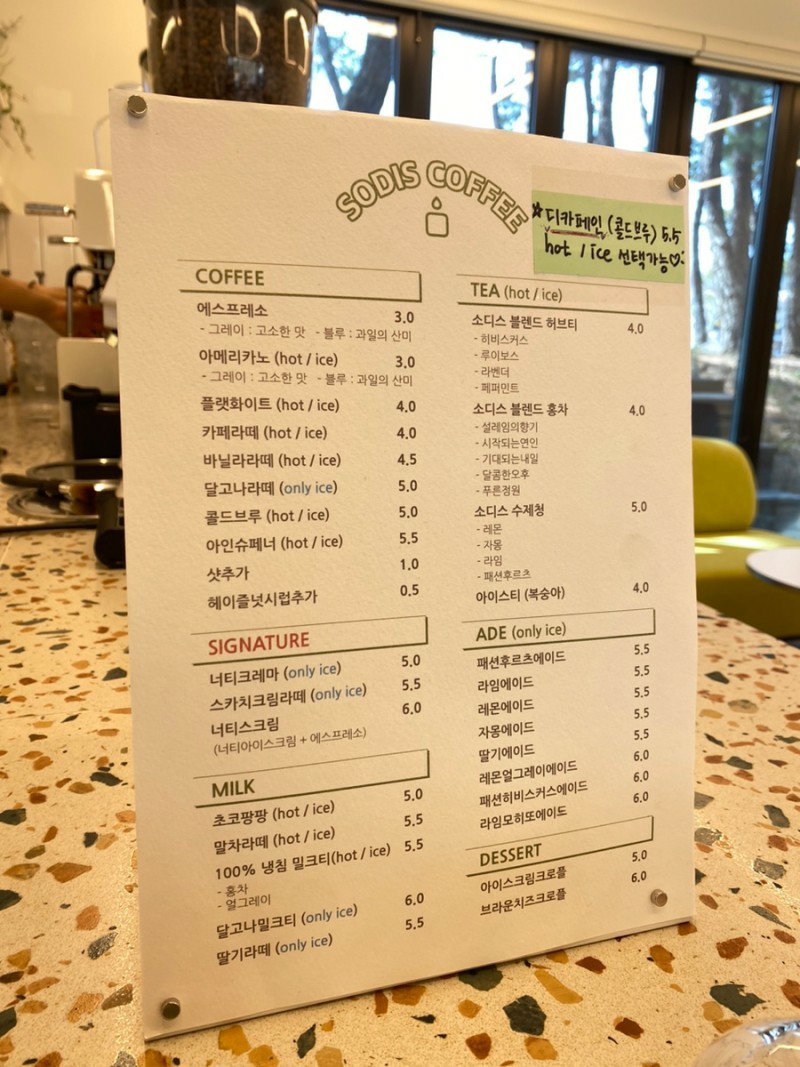 SODIS COFFEE
☆디카페인 (콜드브루) 5.5
hot / ice 선택가능♡
COFFEE
에스프레소 3.0
- 그레이 : 고소한 맛 - 블루 : 과일의 산미
아메리카노 (hot / ice) 3.0
- 그레이 : 고소한 맛 - 블루 : 과일의 산미
플랫화이트 (hot / ice) 4.0
카페라떼 (hot / ice) 4.0
바닐라라떼 (hot / ice) 4.5
달고나라떼 (only ice) 5.0
콜드브루 (hot / ice) 5.0
아인슈페너 (hot / ice) 5.5
샷추가 1.0
헤이즐넛시럽추가 0.5
SIGNATURE
너티크레마 (only ice) 5.0
스카치크림라떼 (only ice) 5.5
너티스크림 6.0
(너티아이스크림 + 에스프레소)
MILK
초코팡팡 (hot / ice) 5.0
말차라떼 (hot / ice) 5.5
100% 냉침 밀크티(hot / ice) 5.5
- 홍차
- 얼그레이
달고나밀크티 (only ice) 6.0
딸기라떼 (only ice) 5.5
TEA (hot / ice)
소디스 블렌드 허브티 4.0
- 히비스커스
- 루이보스
- 라벤더
- 페퍼민트
소디스 블렌드 홍차 4.0
- 설레임의향기
- 시작되는연인
- 기대되는내일
- 달콤한오후
- 푸른정원
소디스 수제청 5.0
- 레몬
- 자몽
- 라임
- 패션후르츠
아이스티 (복숭아) 4.0
ADE (only ice)
패션후르츠에이드 5.5
라임에이드 5.5
레몬에이드 5.5
자몽에이드 5.5
딸기에이드 5.5
레몬얼그레이에이드 6.0
패션히비스커스에이드 6.0
라임모히또에이드 6.0
DESSERT
아이스크림크로플 5.0
브라운치즈크로플 6.0